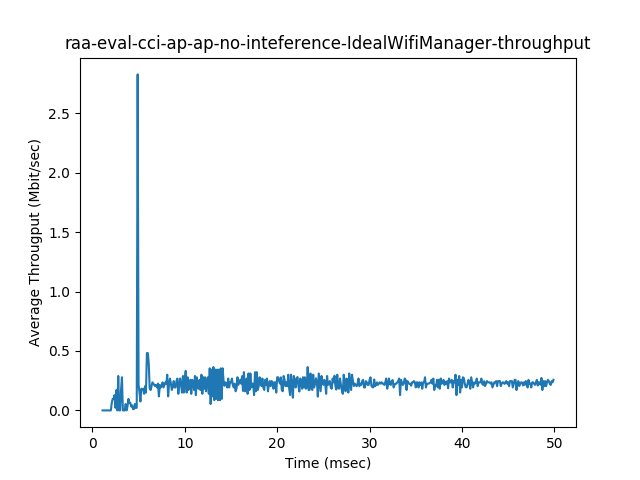 raa-eval-cci-ap-ap-no-inteference-IdealWifiManager-throughput
Average Througput (Mbit/sec)
2.5
2.0
1.5
1.0
0.5
0.0
0 10 20 30 40 50
Time (msec)